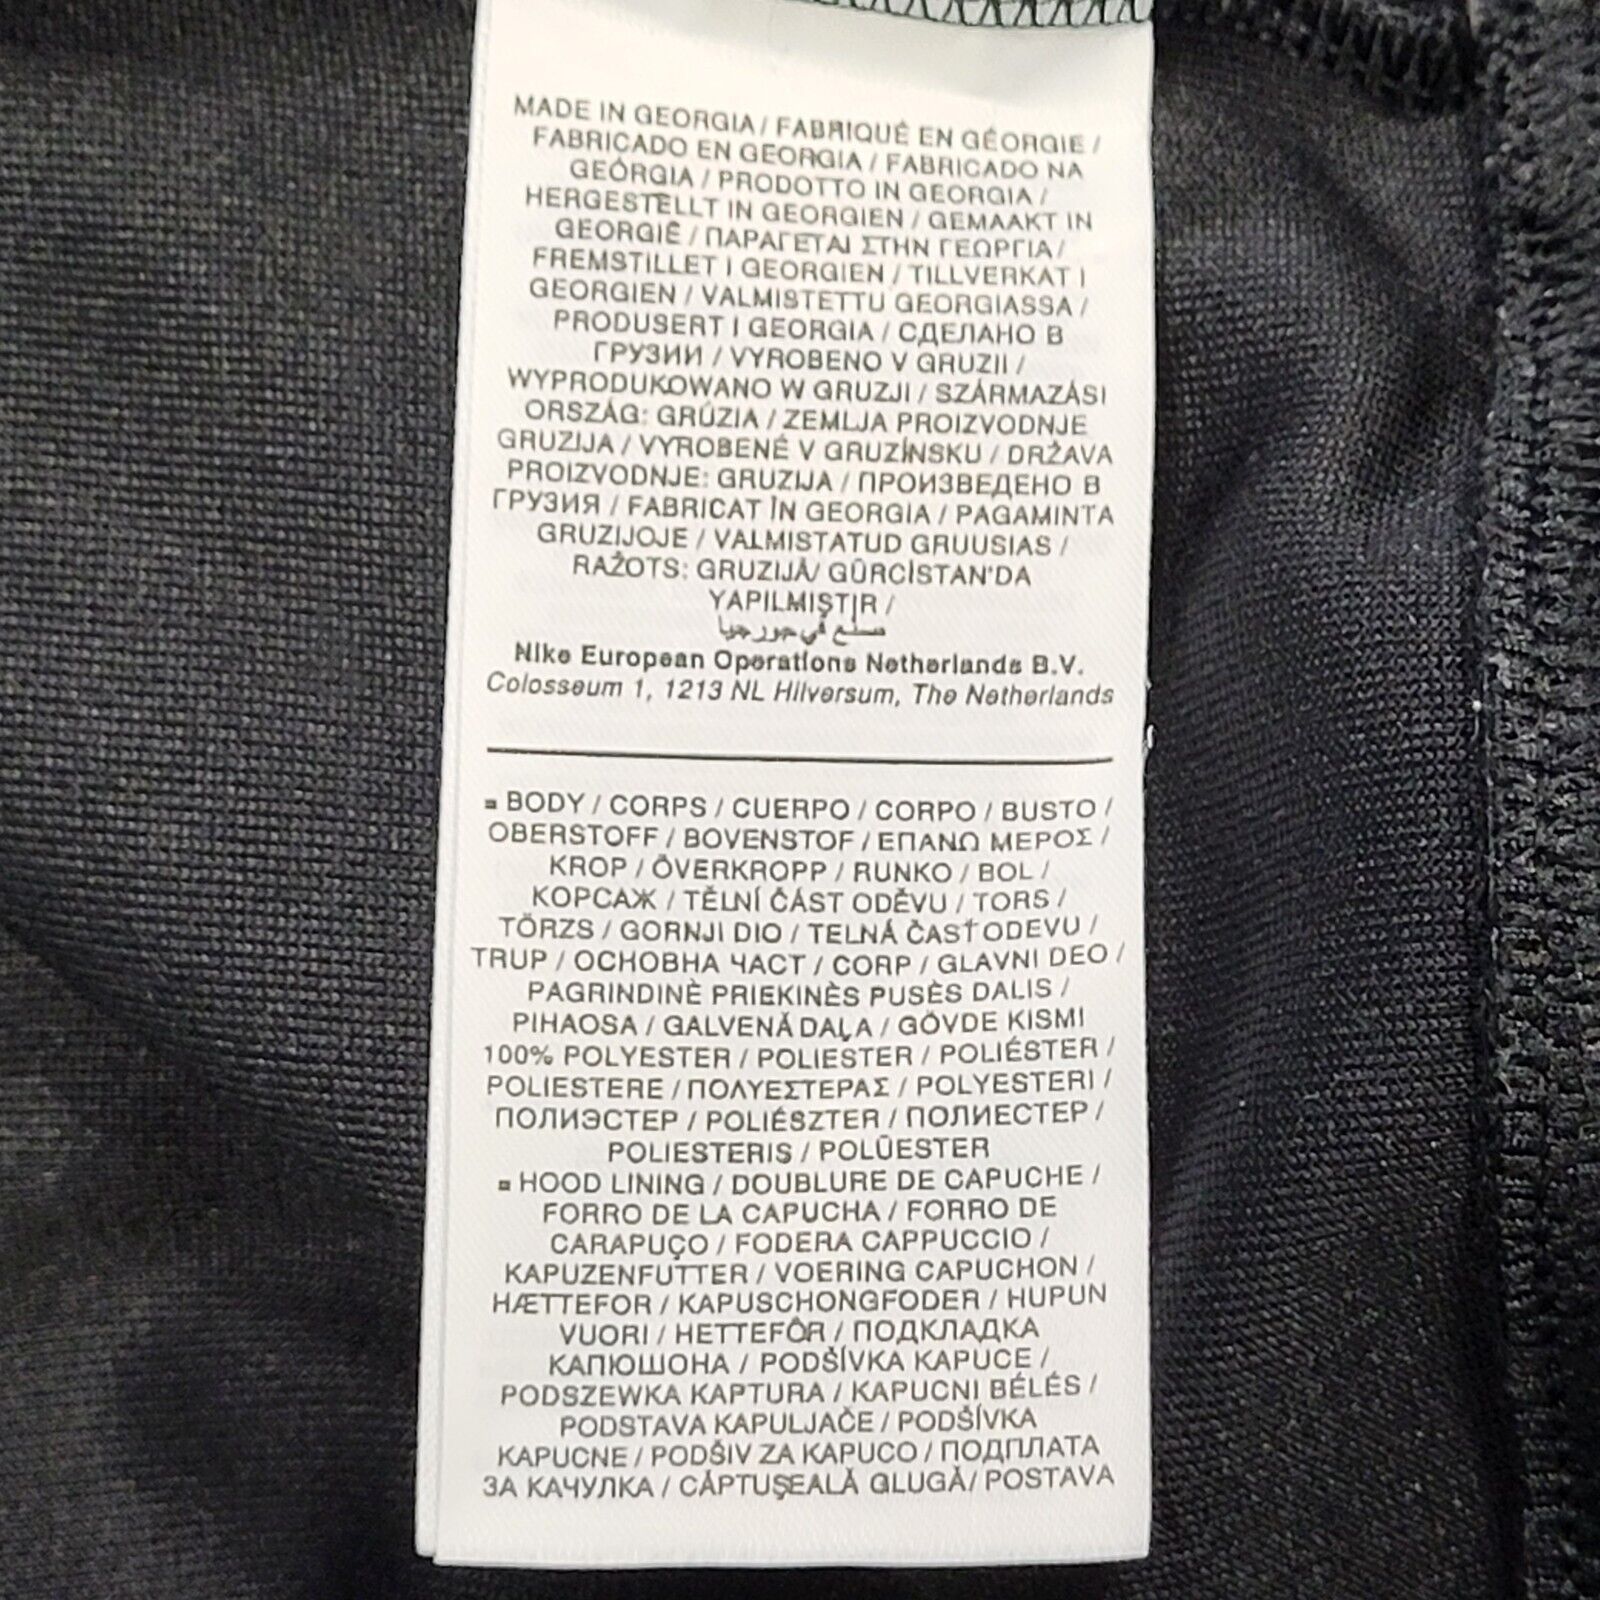 MADE IN GEORGIA / FABRIQUÉ EN GÉORGIE /
FABRICADO EN GEORGIA / FABRICADO NA
GEÓRGIA / PRODOTTO IN GEORGIA /
HERGESTELLT IN GEORGIEN / GEMAAKT IN
GEORGIË / ΠΑΡΑΓΕΤΑΙ ΣΤΗΝ ΓΕΩΡΓΙΑ /
FREMSTILLET I GEORGIEN / TILLVERKAT I
GEORGIEN / VALMISTETTU GEORGIASSA /
PRODUSERT I GEORGIA / СДЕЛАНО В
ГРУЗИИ / VYROBENO V GRUZII /
WYPRODUKOWANO W GRUZJI / SZÁRMAZÁSI
ORSZÁG: GRÚZIA / ZEMLJA PROIZVODNJE
GRUZIJA / VYROBENÉ V GRUZÍNSKU / DRŽAVA
PROIZVODNJE: GRUZIJA / ПРОИЗВЕДЕНО В
ГРУЗИЯ / FABRICAT ÎN GEORGIA / PAGAMINTA
GRUZIJOJE / VALMISTATUD GRUUSIAS /
RAŽOTS: GRUZIJĀ/ GÜRCİSTAN'DA
YAPILMIŞTIR /
صنع في جورجيا
Nike European Operations Netherlands B.V.
Colosseum 1, 1213 NL Hilversum, The Netherlands
▪ BODY / CORPS / CUERPO / CORPO / BUSTO /
OBERSTOFF / BOVENSTOF / ΕΠΑΝΩ ΜΕΡΟΣ /
KROP / ÖVERKROPP / RUNKO / BOL /
КОРСАЖ / TĚLNÍ ČÁST ODĚVU / TORS /
TÖRZS / GORNJI DIO / TELNÁ ČASŤ ODEVU /
TRUP / ОСНОВНА ЧАСТ / CORP / GLAVNI DEO /
PAGRINDINĖ PRIEKINĖS PUSĖS DALIS /
PIHAOSA / GALVENĀ DAĻA / GÖVDE KISMI
100% POLYESTER / POLIESTER / POLIÉSTER /
POLIESTERE / ΠΟΛΥΕΣΤΕΡΑΣ / POLYESTERI /
ПОЛИЭСТЕР / POLIÉSZTER / ПОЛИЕСТЕР /
POLIESTERIS / POLÜESTER
▪ HOOD LINING / DOUBLURE DE CAPUCHE /
FORRO DE LA CAPUCHA / FORRO DE
CARAPUÇO / FODERA CAPPUCCIO /
KAPUZENFUTTER / VOERING CAPUCHON /
HÆTTEFOR / KAPUSCHONGFODER / HUPUN
VUORI / HETTEFÔR / ПОДКЛАДКА
КАПЮШОНА / PODŠÍVKA KAPUCE /
PODSZEWKA KAPTURA / KAPUCNI BÉLÉS /
PODSTAVA KAPULJAČE / PODŠÍVKA
KAPUCNE / PODŠIV ZA KAPUCO / ПОДПЛАТА
ЗА КАЧУЛКА / CĂPTUŞEALĂ GLUGĂ/ POSTAVA